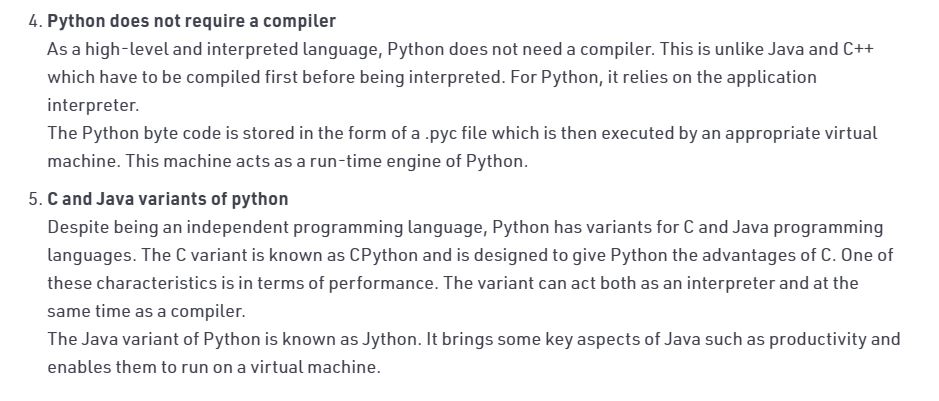 4. Python does not require a compiler
As a high-level and interpreted language, Python does not need a compiler. This is unlike Java and C++
which have to be compiled first before being interpreted. For Python, it relies on the application
interpreter.
The Python byte code is stored in the form of a .pyc file which is then executed by an appropriate virtual
machine. This machine acts as a run-time engine of Python.
5. C and Java variants of python
Despite being an independent programming language, Python has variants for C and Java programming
languages. The C variant is known as CPython and is designed to give Python the advantages of C. One of
these characteristics is in terms of performance. The variant can act both as an interpreter and at the
same time as a compiler.
The Java variant of Python is known as Jython. It brings some key aspects of Java such as productivity and
enables them to run on a virtual machine.